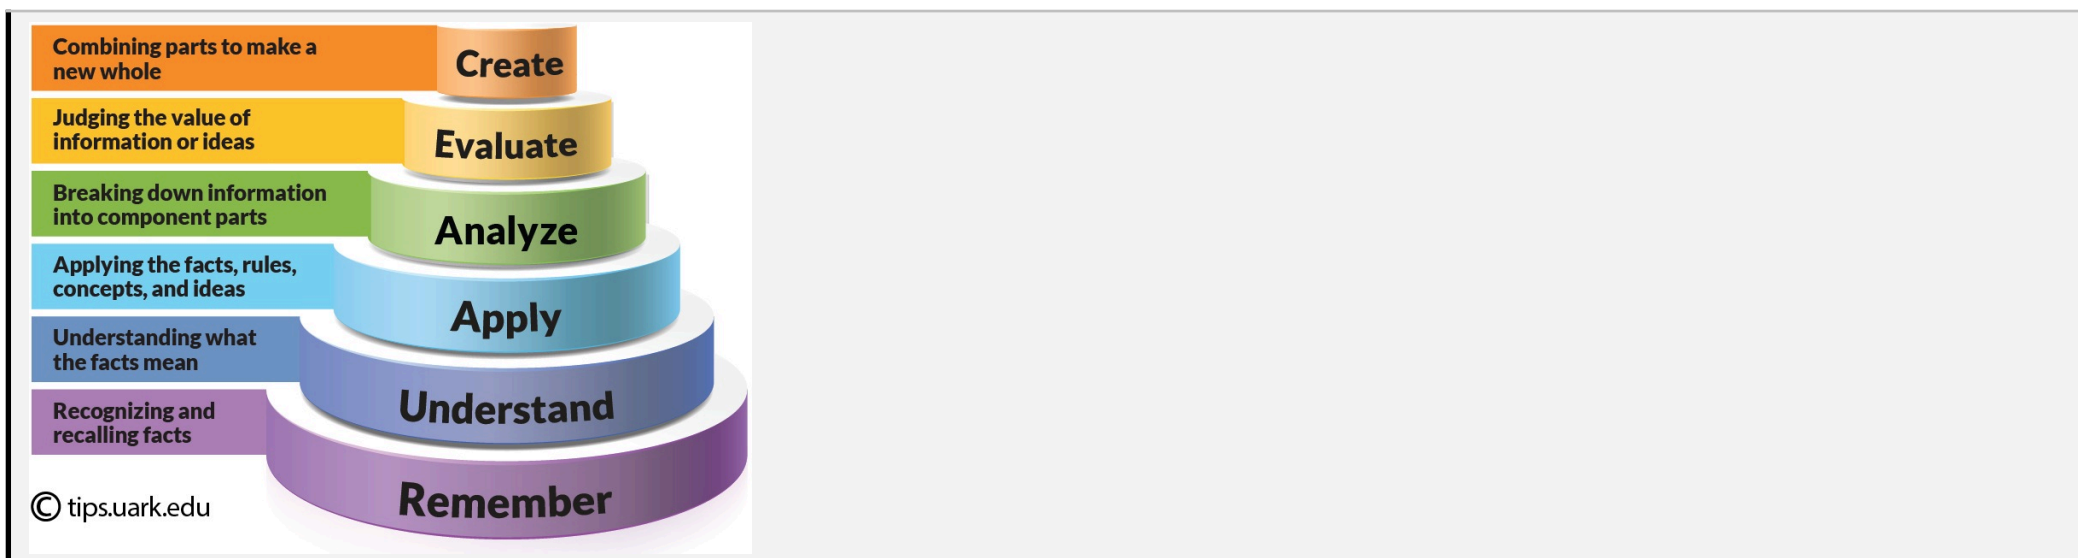 Combining parts to make a
new whole
Create
Judging the value of
information or ideas
Evaluate
Breaking down information
into component parts
Analyze
Applying the facts, rules,
concepts, and ideas
Apply
Understanding what
the facts mean
Understand
Recognizing and
recalling facts
Remember
© tips.uark.edu